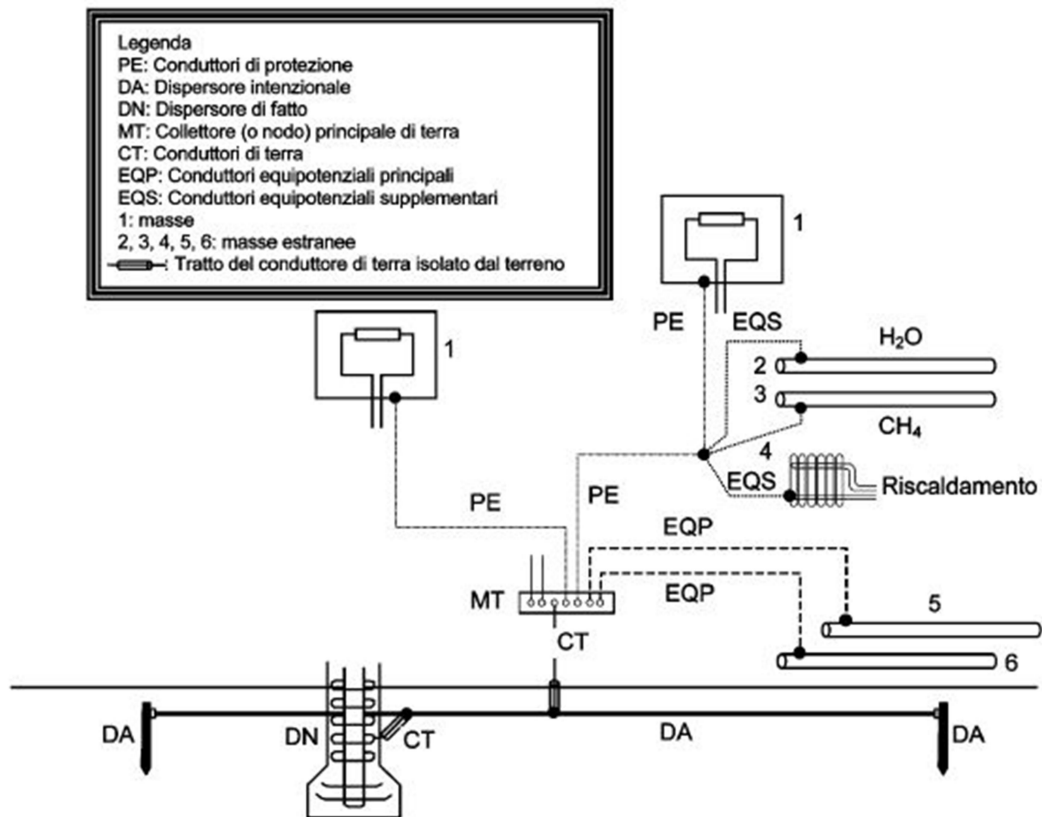 Legenda
PE: Conduttori di protezione
DA: Dispersore intenzionale
DN: Dispersore di fatto
MT: Collettore (o nodo) principale di terra
CT: Conduttori di terra
EQP: Conduttori equipotenziali principali
EQS: Conduttori equipotenziali supplementari
1: masse
2, 3, 4, 5, 6: masse estranee
: Tratto del conduttore di terra isolato dal terreno
1
PE
EQS
H₂O
1
2
3
CH₄
4
EQS
Riscaldamento
PE
PE
EQP
MT
EQP
5
CT
6
DA
DN
CT
DA
DA